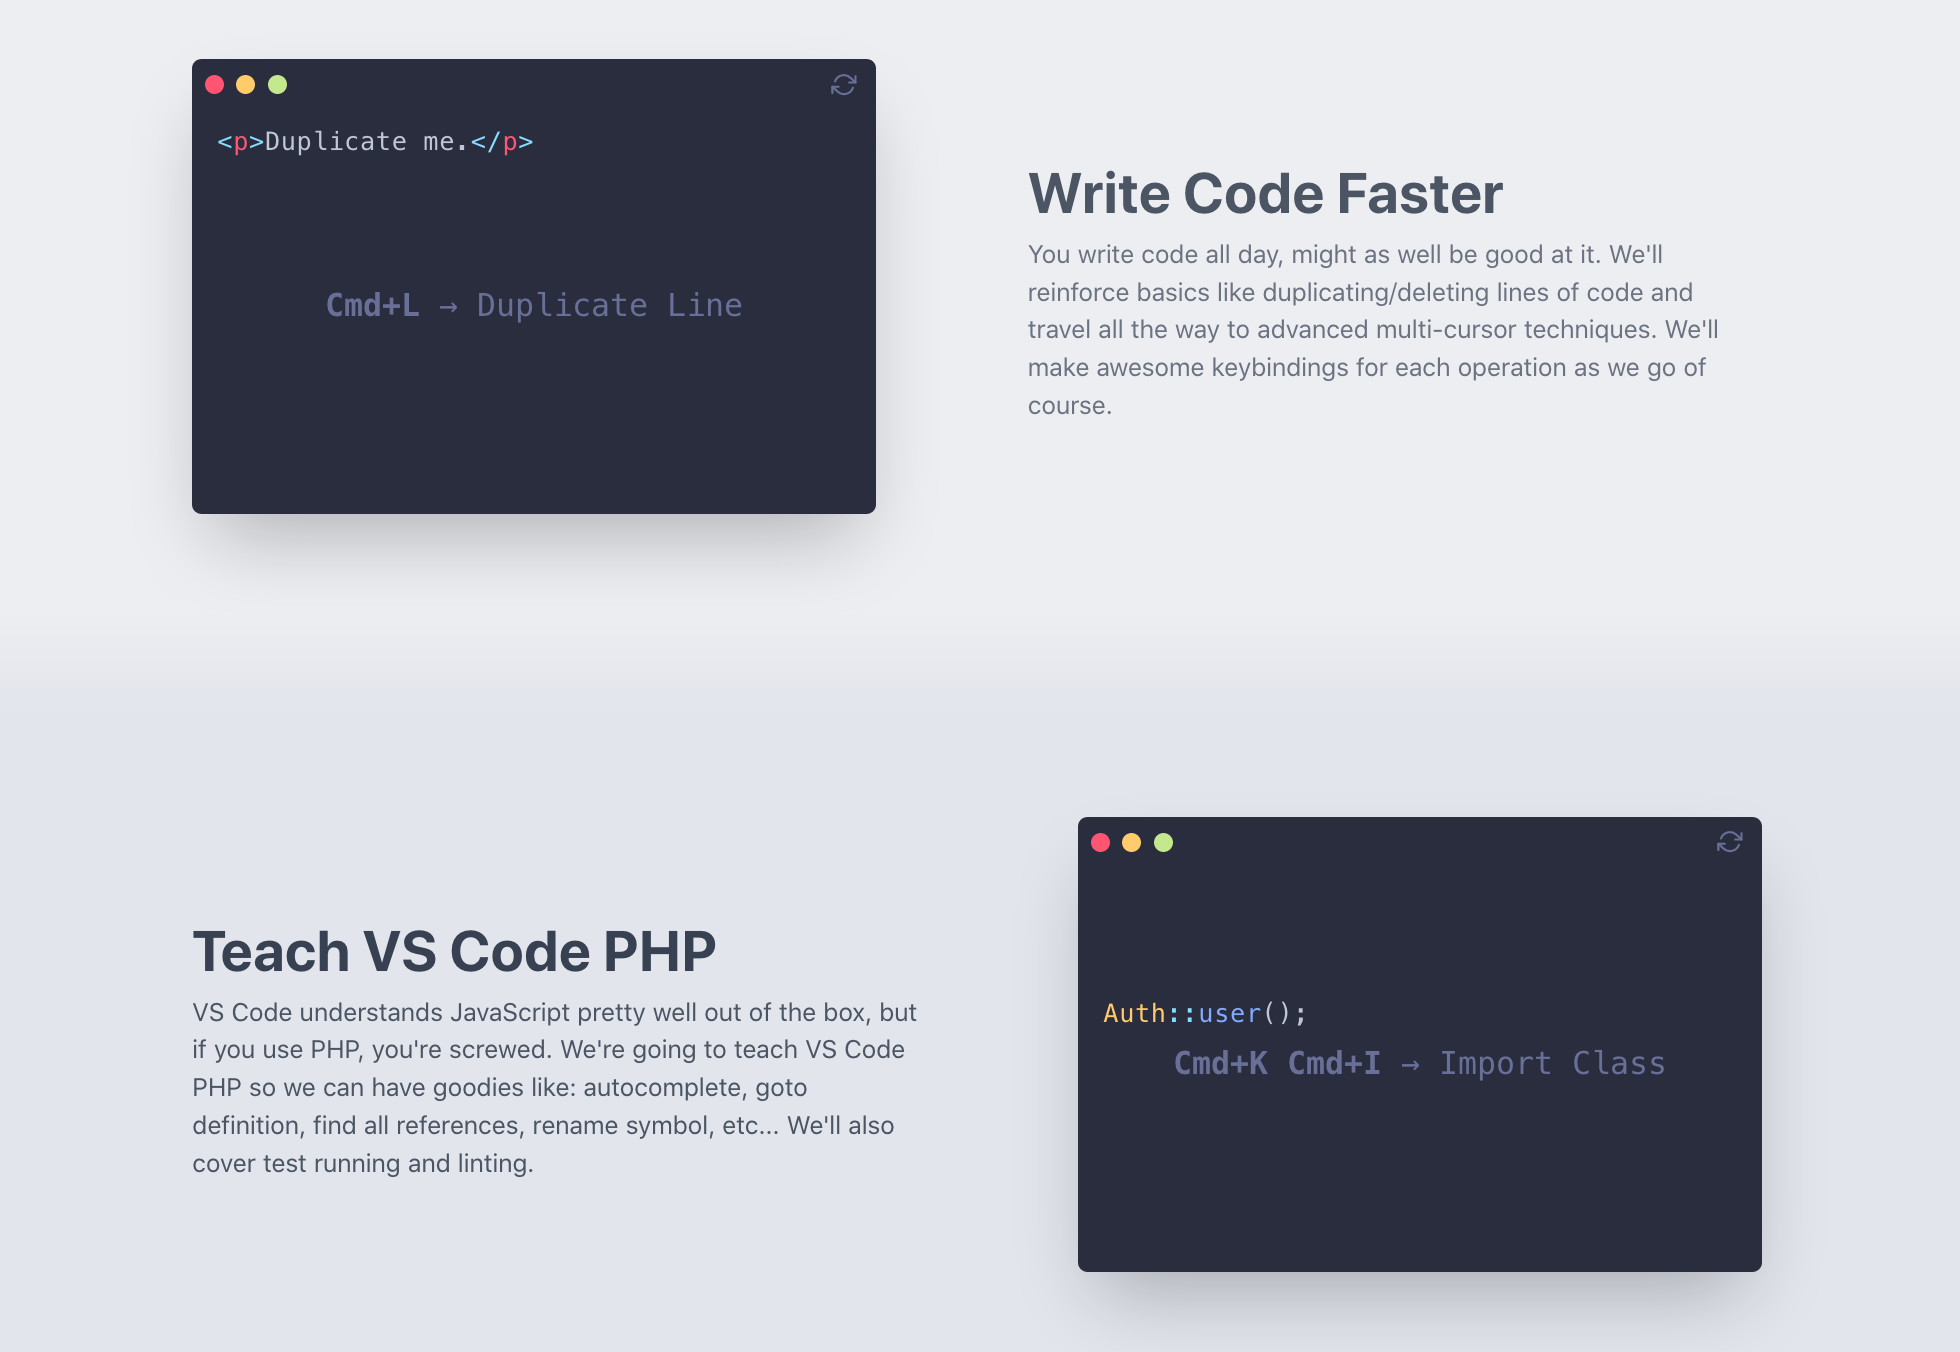 <p>Duplicate me.</p>
Cmd+L → Duplicate Line
Write Code Faster
You write code all day, might as well be good at it. We'll
reinforce basics like duplicating/deleting lines of code and
travel all the way to advanced multi-cursor techniques. We'll
make awesome keybindings for each operation as we go of
course.
Teach VS Code PHP
VS Code understands JavaScript pretty well out of the box, but
if you use PHP, you're screwed. We're going to teach VS Code
PHP so we can have goodies like: autocomplete, goto
definition, find all references, rename symbol, etc... We'll also
cover test running and linting.
Auth::user();
Cmd+K Cmd+I → Import Class